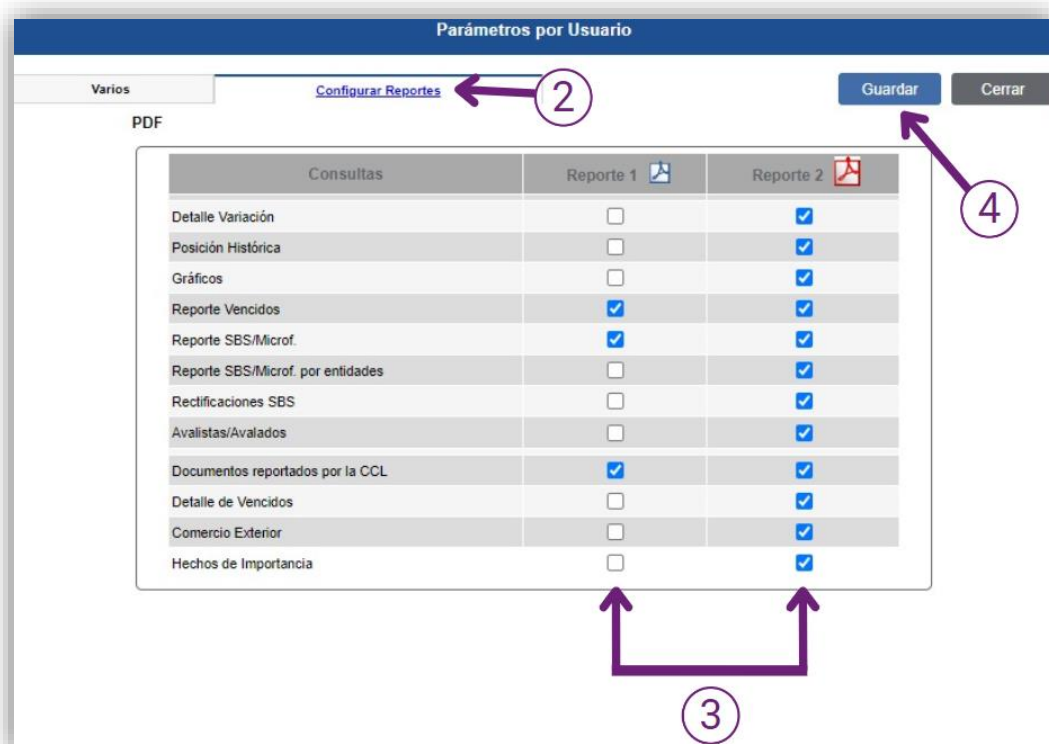 Parámetros por Usuario
Varios
Configurar Reportes
2
Guardar
Cerrar
PDF
4
Consultas Reporte 1 Reporte 2
Detalle Variación
Posición Histórica
Gráficos
Reporte Vencidos
Reporte SBS/Microf.
Reporte SBS/Microf. por entidades
Rectificaciones SBS
Avalistas/Avalados
Documentos reportados por la CCL
Detalle de Vencidos
Comercio Exterior
Hechos de Importancia
3